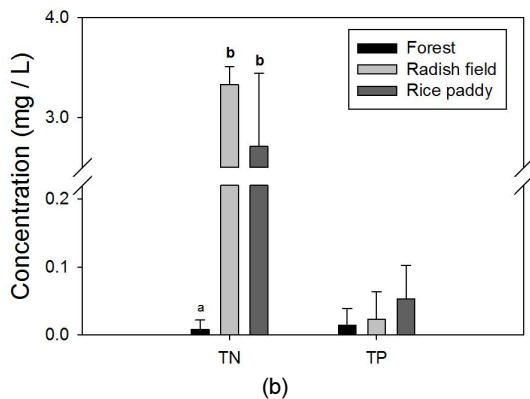 4.0
Forest
b
b
Radish field
Rice paddy
3.0
Concentration (mg / L)
0.2
0.1
a
0.0
TN
TP
(b)